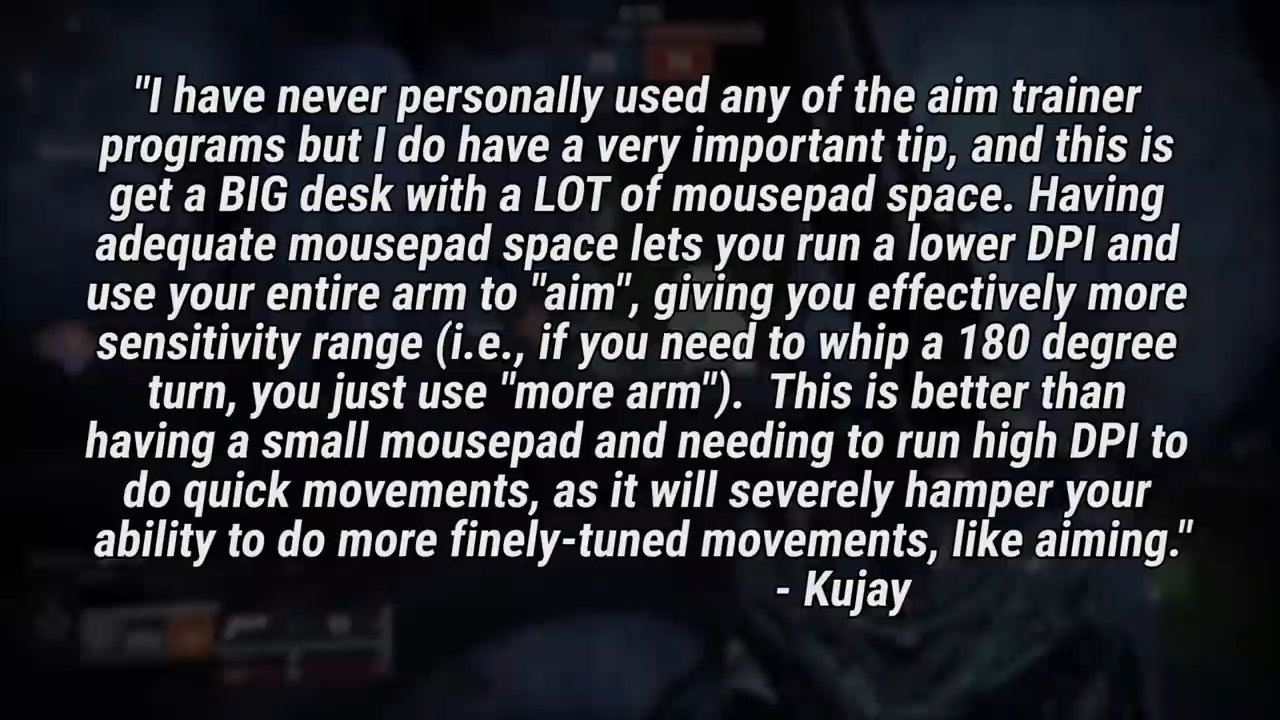 "I have never personally used any of the aim trainer
programs but I do have a very important tip, and this is
get a BIG desk with a LOT of mousepad space. Having
adequate mousepad space lets you run a lower DPI and
use your entire arm to "aim", giving you effectively more
sensitivity range (i.e., if you need to whip a 180 degree
turn, you just use "more arm").  This is better than
having a small mousepad and needing to run high DPI to
do quick movements, as it will severely hamper your
ability to do more finely-tuned movements, like aiming."
- Kujay